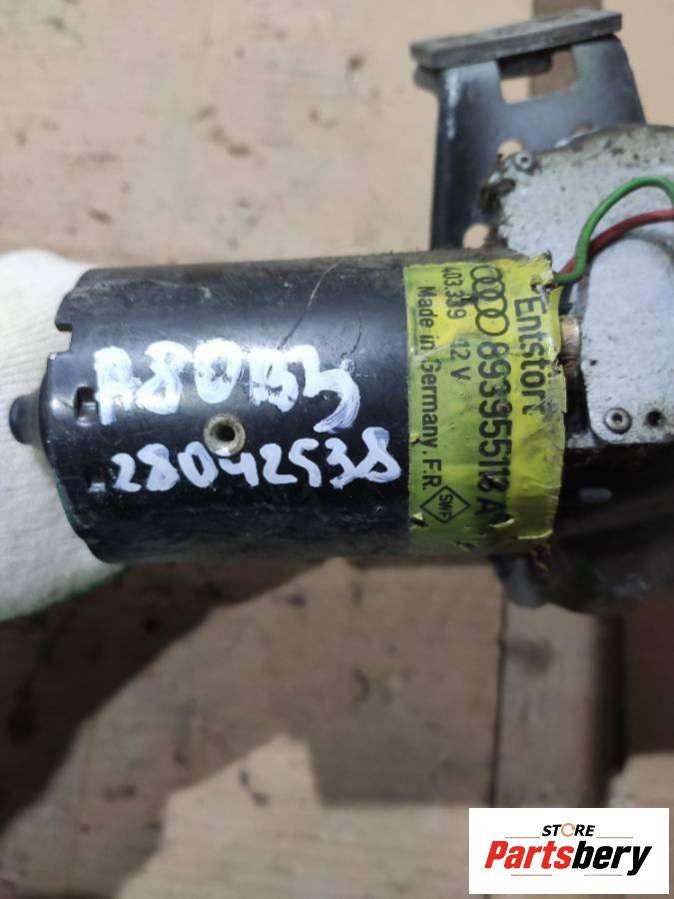 A80B3
28042538
Entstört
893955113 A
403.339 12 V
Made in Germany, F.R.
SWF
STORE
Partsbery